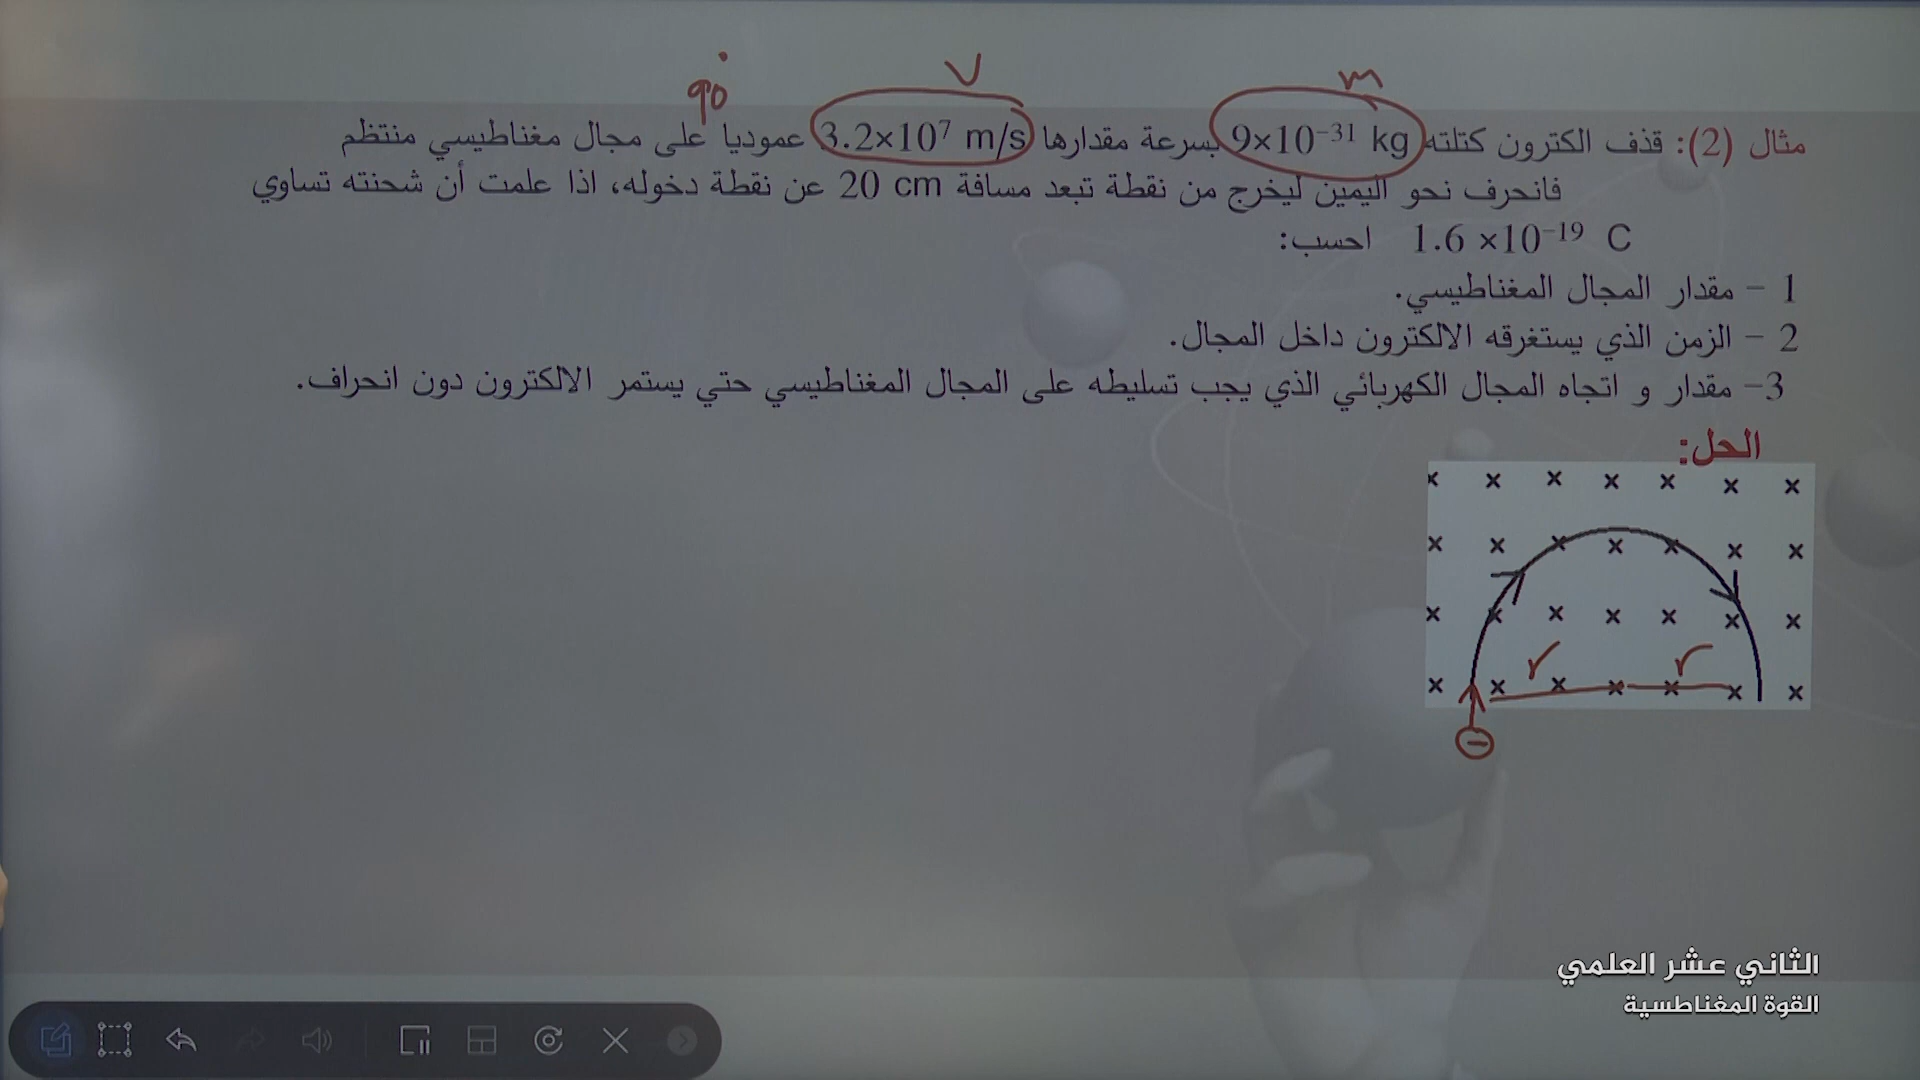 90° V m
مثال (2): قذف الكترون كتلته 9×10⁻³¹ kg بسرعة مقدارها 3.2×10⁷ m/s عموديا على مجال مغناطيسي منتظم
فانحرف نحو اليمين ليخرج من نقطة تبعد مسافة 20 cm عن نقطة دخوله، اذا علمت أن شحنته تساوي
1.6 ×10⁻¹⁹ C احسب:
1 – مقدار المجال المغناطيسي.
2 – الزمن الذي يستغرقه الالكترون داخل المجال.
3– مقدار و اتجاه المجال الكهربائي الذي يجب تسليطه على المجال المغناطيسي حتي يستمر الالكترون دون انحراف.
الحل:
× × × × × × ×
× × × × × × ×
× × × × × × ×
r r
× × × × × × ×
−
الثاني عشر العلمي
القوة المغناطسية